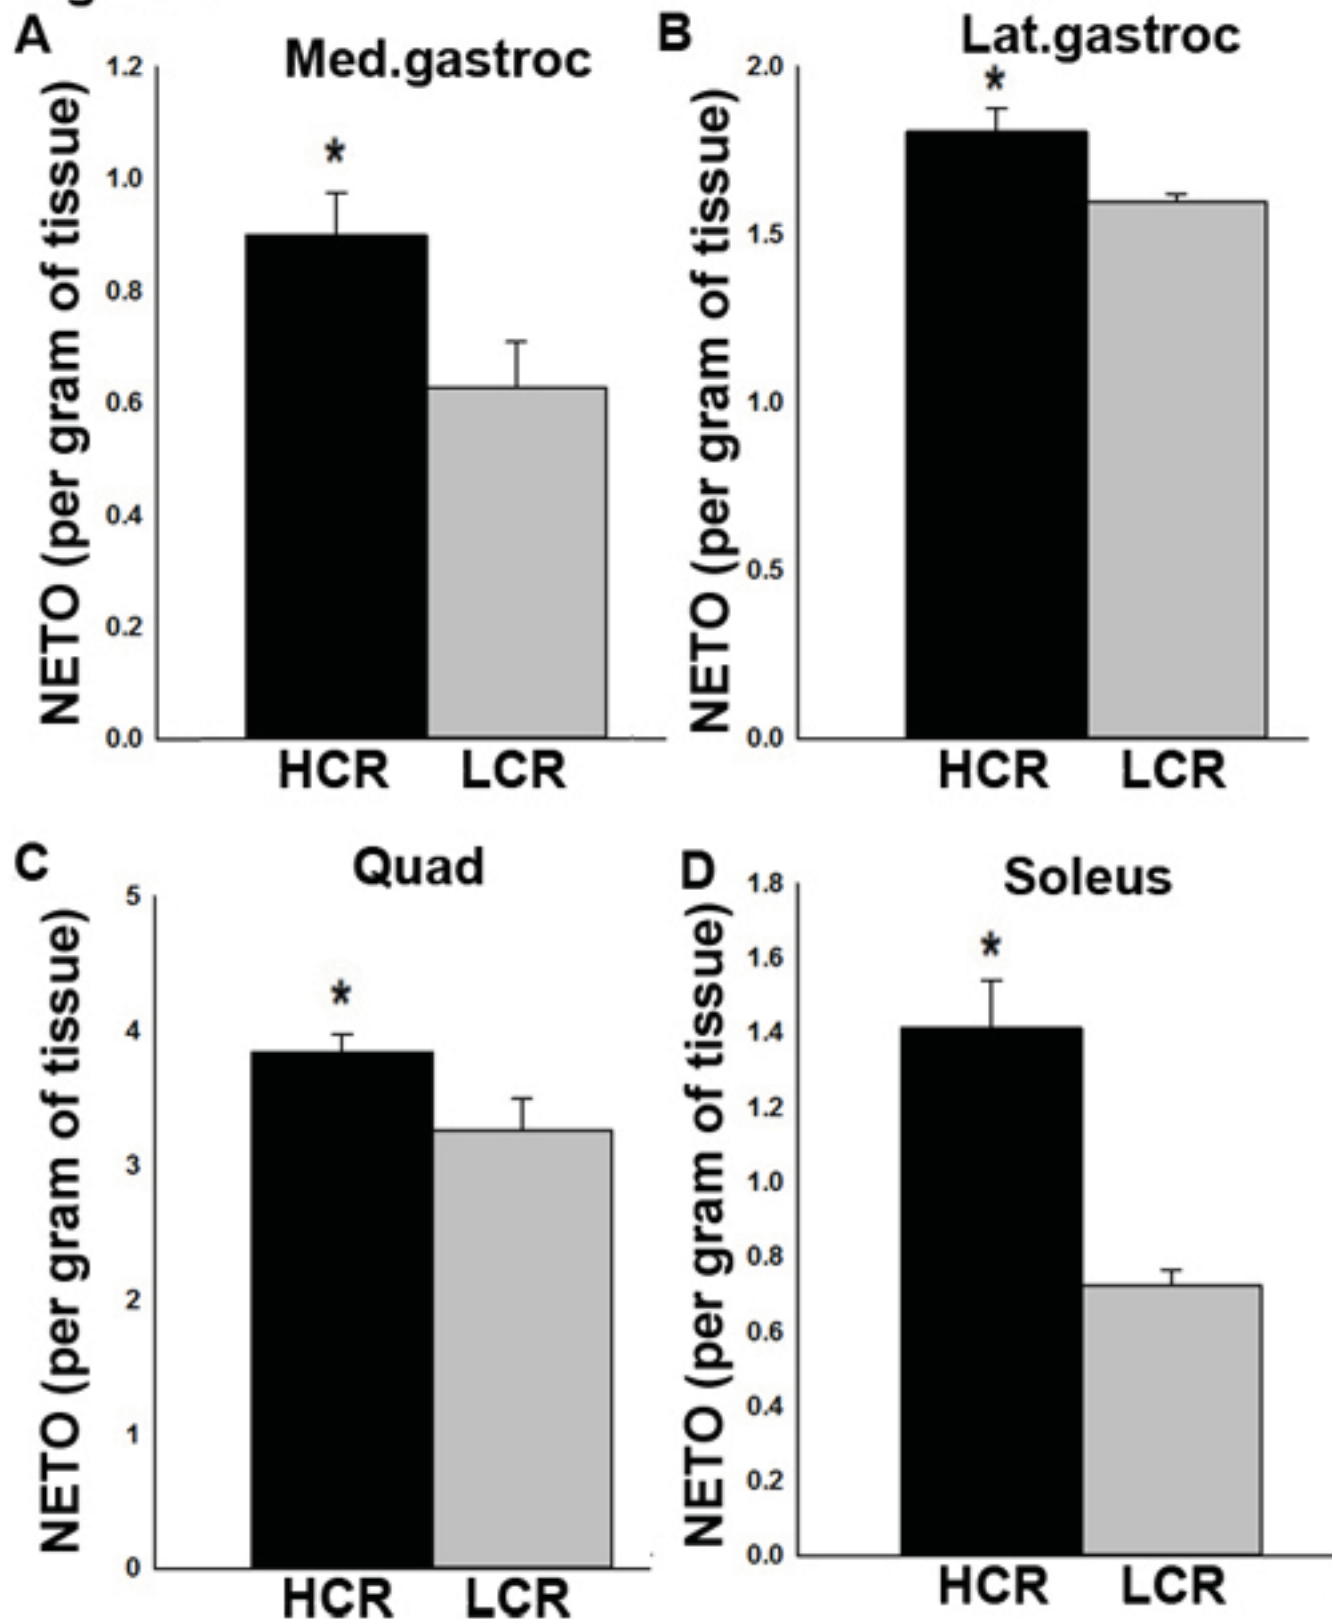 A
Med.gastroc
NETO (per gram of tissue)
1.2
*
1.0
0.8
0.6
0.4
0.2
0.0
HCR LCR
B
Lat.gastroc
NETO (per gram of tissue)
2.0
*
1.5
1.0
0.5
0.0
HCR LCR
C
Quad
NETO (per gram of tissue)
5
*
4
3
2
1
0
HCR LCR
D
Soleus
NETO (per gram of tissue)
1.8
*
1.6
1.4
1.2
1.0
0.8
0.6
0.4
0.2
0.0
HCR LCR